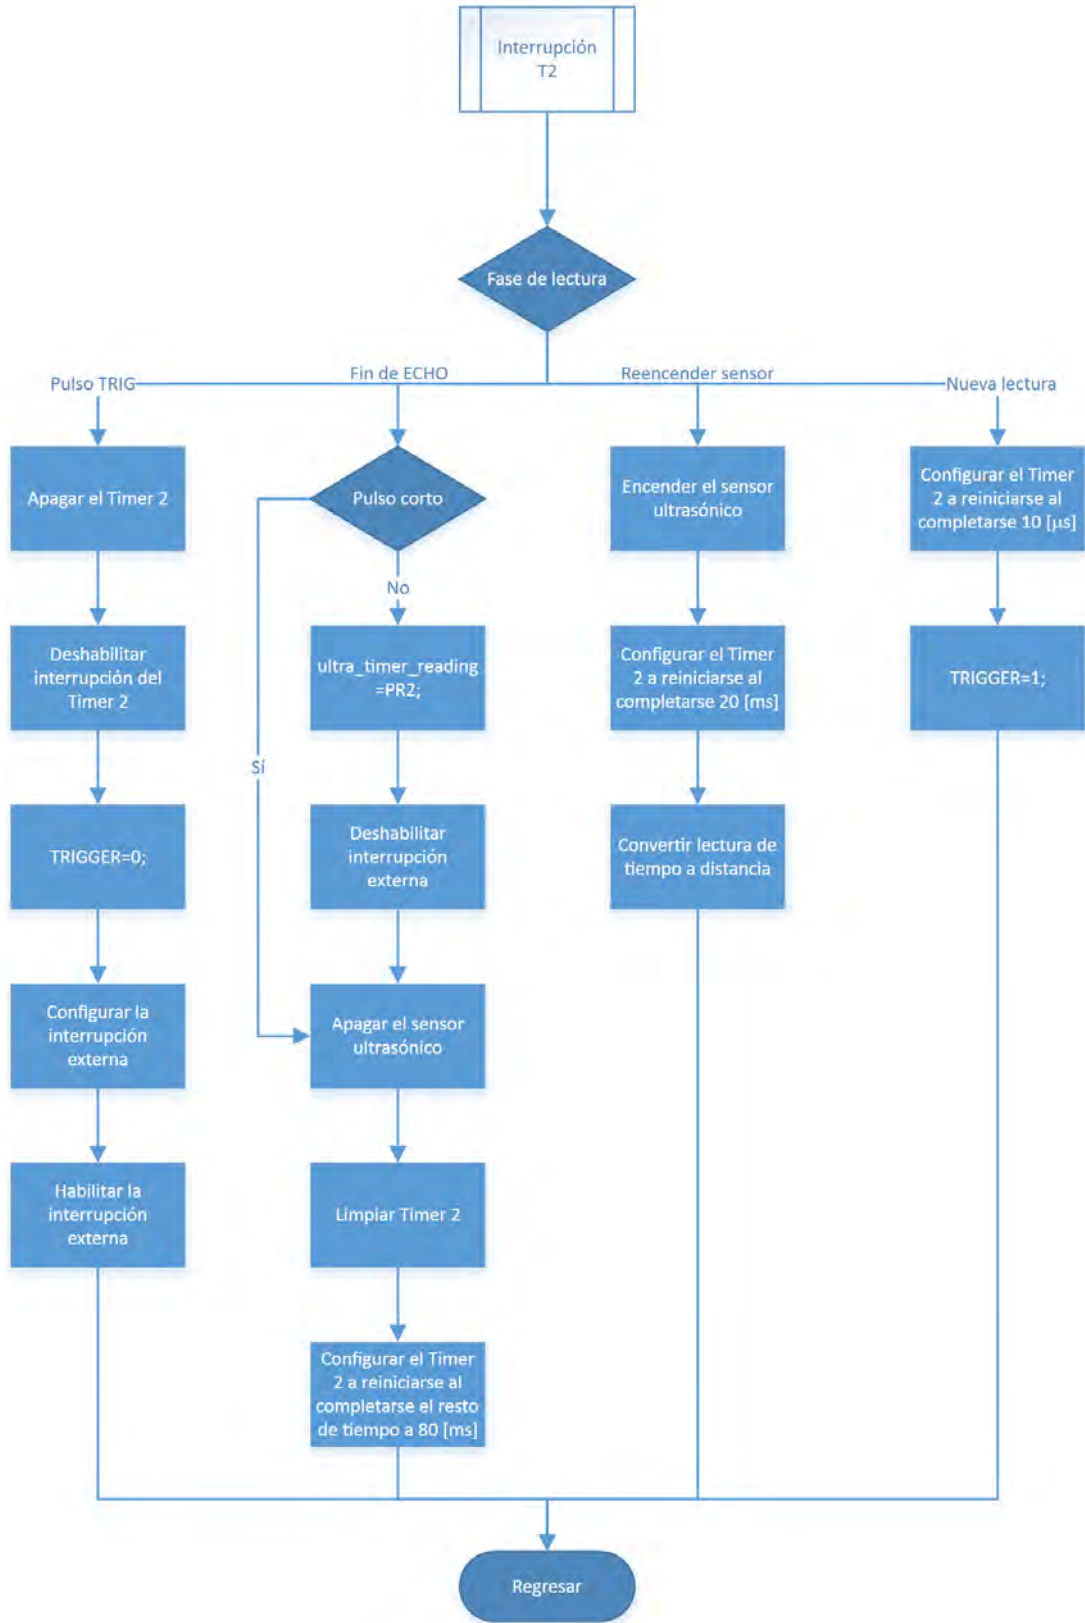 Interrupción
T2
Fase de lectura
Pulso TRIG
Fin de ECHO
Reencender sensor
Nueva lectura
Apagar el Timer 2
Deshabilitar
interrupción del
Timer 2
TRIGGER=0;
Configurar la
interrupción
externa
Habilitar la
interrupción
externa
Pulso corto
No
Sí
ultra_timer_reading
=PR2;
Deshabilitar
interrupción
externa
Apagar el sensor
ultrasónico
Limpiar Timer 2
Configurar el Timer
2 a reiniciarse al
completarse el resto
de tiempo a 80 [ms]
Encender el sensor
ultrasónico
Configurar el Timer
2 a reiniciarse al
completarse 20 [ms]
Convertir lectura de
tiempo a distancia
Configurar el Timer
2 a reiniciarse al
completarse 10 [μs]
TRIGGER=1;
Regresar